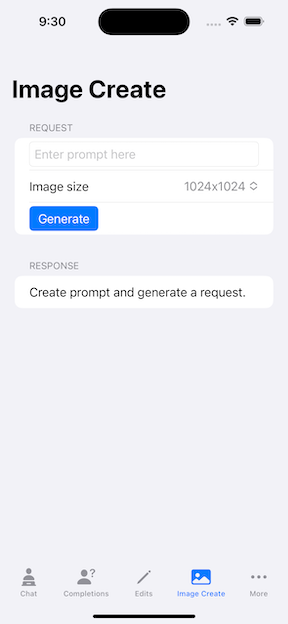 9:30
Image Create
REQUEST
Enter prompt here
Image size 1024x1024
Generate
RESPONSE
Create prompt and generate a request.
Chat Completions Edits Image Create More